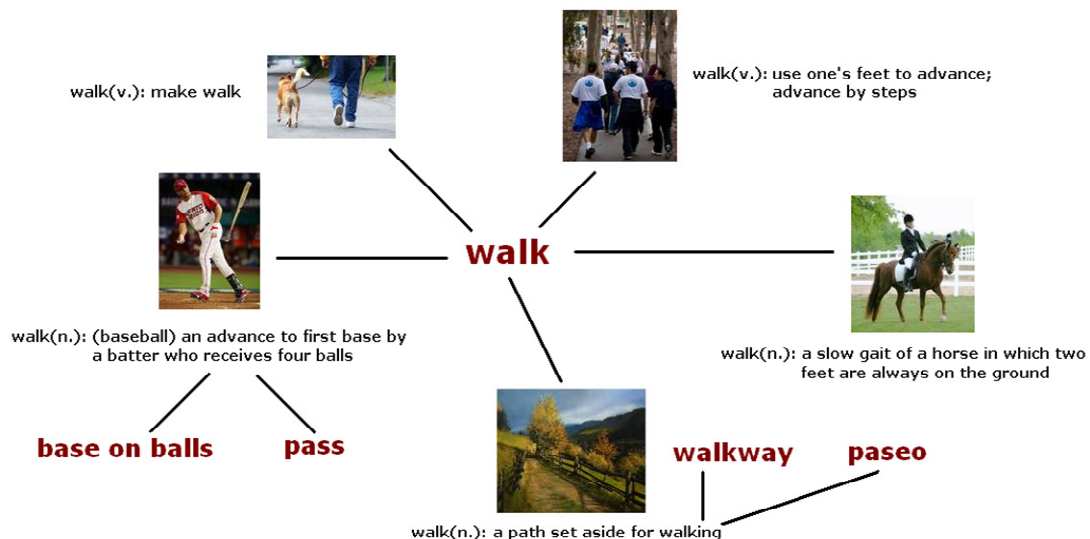 walk(v.): make walk
walk(v.): use one's feet to advance;
advance by steps
walk
walk(n.): (baseball) an advance to first base by
a batter who receives four balls
walk(n.): a slow gait of a horse in which two
feet are always on the ground
base on balls
pass
walkway
paseo
walk(n.): a path set aside for walking